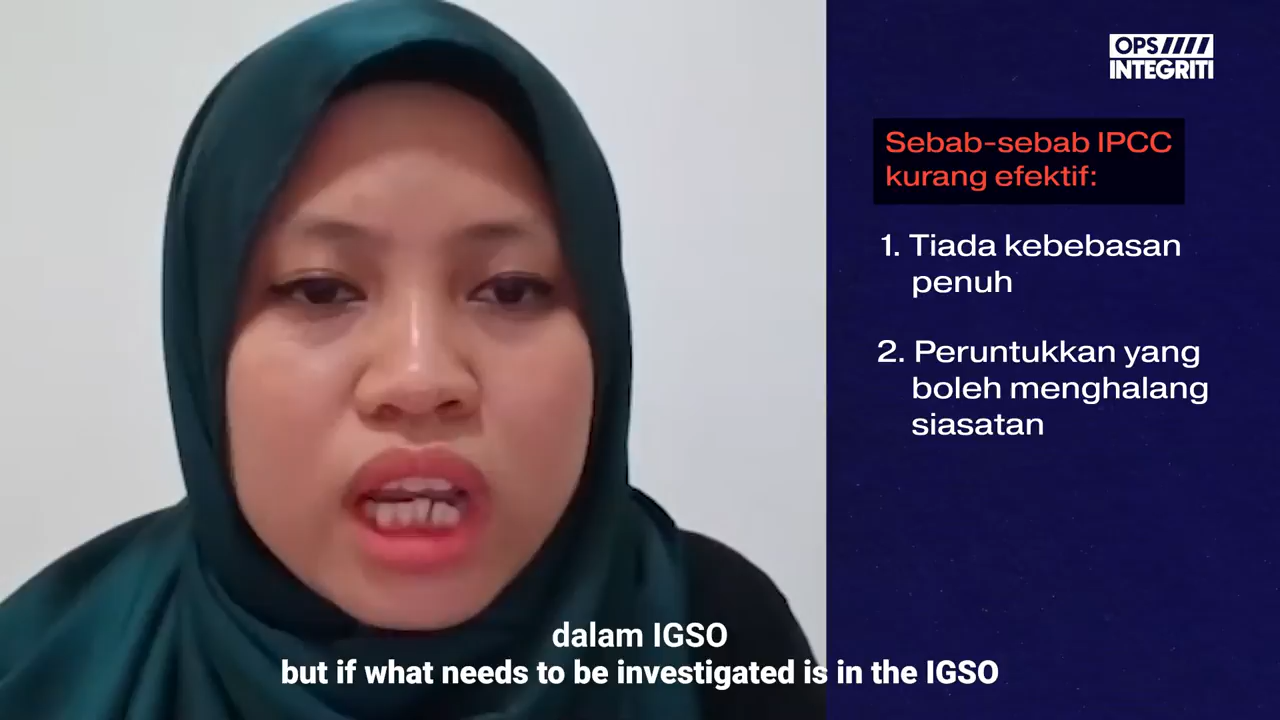 OPS
INTEGRITI
Sebab-sebab IPCC
kurang efektif:
1. Tiada kebebasan
penuh
2. Peruntukkan yang
boleh menghalang
siasatan
dalam IGSO
but if what needs to be investigated is in the IGSO